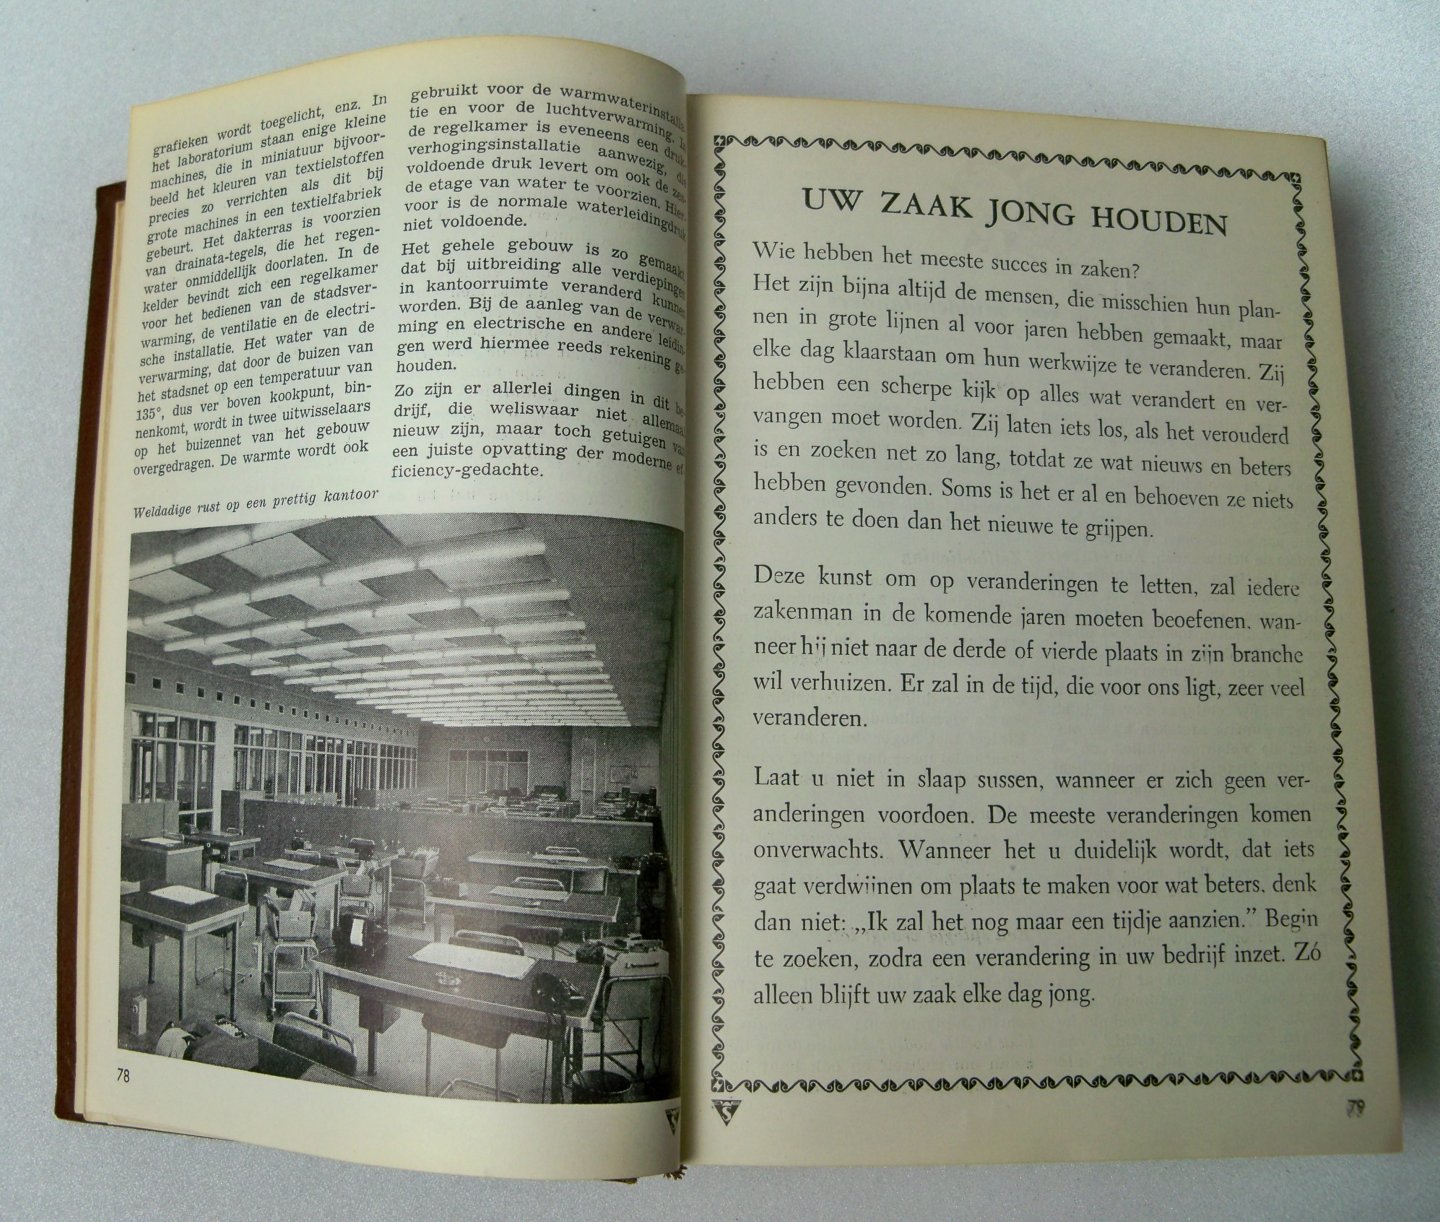 grafieken wordt toegelicht, enz. In
het laboratorium staan enige kleine
machines, die in miniatuur bijvoor-
beeld het kleuren van textielstoffen
precies zo verrichten als dit bij
grote machines in een textielfabriek
gebeurt. Het dakterras is voorzien
van drainata-tegels, die het regen-
water onmiddellijk doorlaten. In de
kelder bevindt zich een regelkamer
voor het bedienen van de stadsver-
warming, de ventilatie en de electri-
sche installatie. Het water van de
verwarming, dat door de buizen van
het stadsnet op een temperatuur van
135°, dus ver boven kookpunt, bin-
nenkomt, wordt in twee uitwisselaars
op het buizennet van het gebouw
overgedragen. De warmte wordt ook
gebruikt voor de warmwaterinstalla-
tie en voor de luchtverwarming. In
de regelkamer is eveneens een druk-
verhogingsinstallatie aanwezig, die
voldoende druk levert om ook de zes-
de etage van water te voorzien. Hier-
voor is de normale waterleidingdruk
niet voldoende.
Het gehele gebouw is zo gemaakt,
dat bij uitbreiding alle verdiepingen
in kantoorruimte veranderd kunnen
worden. Bij de aanleg van de verwar-
ming en electrische en andere leidin-
gen werd hiermee reeds rekening ge-
houden.
Zo zijn er allerlei dingen in dit be-
drijf, die weliswaar niet allemaal
nieuw zijn, maar toch getuigen van
een juiste opvatting der moderne ef-
ficiency-gedachte.
Weldadige rust op een prettig kantoor
78
UW ZAAK JONG HOUDEN
Wie hebben het meeste succes in zaken?
Het zijn bijna altijd de mensen, die misschien hun plan-
nen in grote lijnen al voor jaren hebben gemaakt, maar
elke dag klaarstaan om hun werkwijze te veranderen. Zij
hebben een scherpe kijk op alles wat verandert en ver-
vangen moet worden. Zij laten iets los, als het verouderd
is en zoeken net zo lang, totdat ze wat nieuws en beters
hebben gevonden. Soms is het er al en behoeven ze niets
anders te doen dan het nieuwe te grijpen.
Deze kunst om op veranderingen te letten, zal iedere
zakenman in de komende jaren moeten beoefenen, wan-
neer hij niet naar de derde of vierde plaats in zijn branche
wil verhuizen. Er zal in de tijd, die voor ons ligt, zeer veel
veranderen.
Laat u niet in slaap sussen, wanneer er zich geen ver-
anderingen voordoen. De meeste veranderingen komen
onverwachts. Wanneer het u duidelijk wordt, dat iets
gaat verdwijnen om plaats te maken voor wat beters, denk
dan niet: „Ik zal het nog maar een tijdje aanzien.” Begin
te zoeken, zodra een verandering in uw bedrijf inzet. Zó
alleen blijft uw zaak elke dag jong.
79